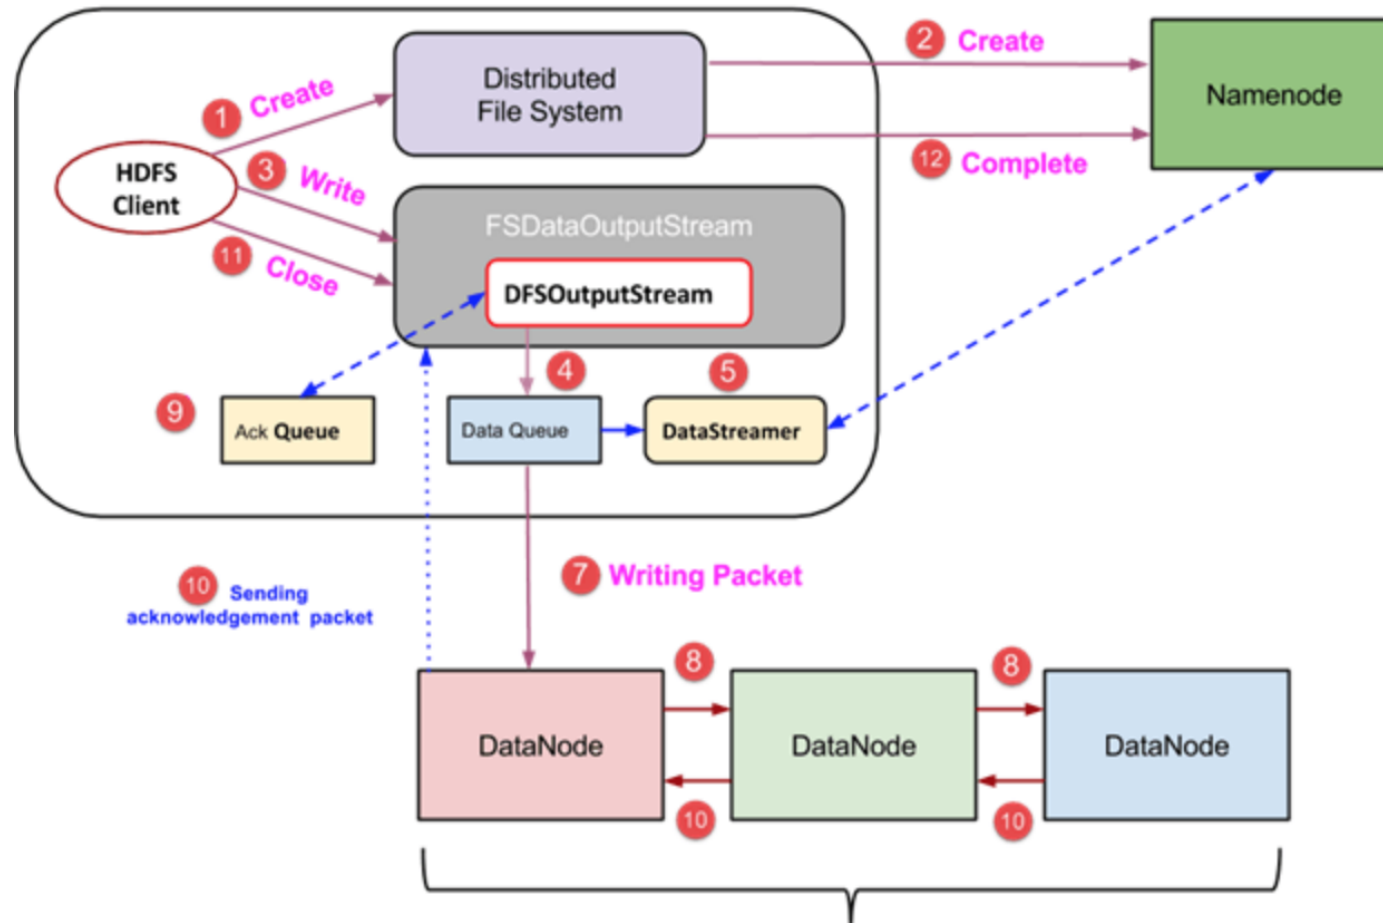 Distributed
File System
2 Create
Namenode
1 Create
12 Complete
HDFS
Client
3 Write
FSDataOutputStream
11 Close
DFSOutputStream
4
5
9
Ack Queue
Data Queue
DataStreamer
10 Sending
acknowledgement packet
7 Writing Packet
8
8
DataNode
DataNode
DataNode
10
10